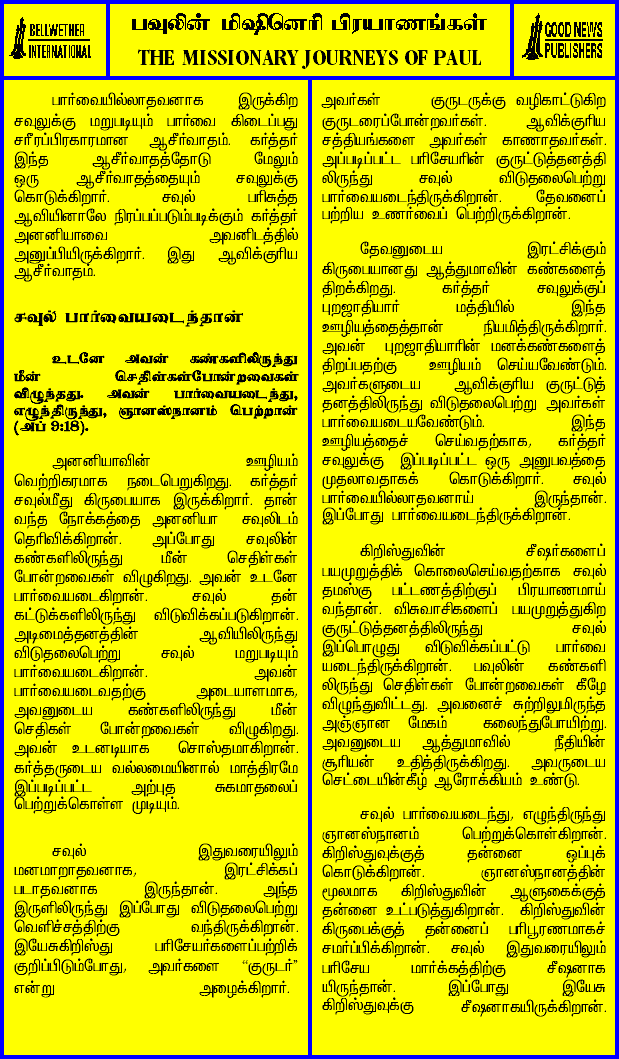 BELLWETHER
INTERNATIONAL
பவுலின் மிஷினெரி பிரயாணங்கள்
THE MISSIONARY JOURNEYS OF PAUL
GOOD NEWS
PUBLISHERS
பார்வையில்லாதவனாக இருக்கிற
சவுலுக்கு மறுபடியும் பார்வை கிடைப்பது
சரீரப்பிரகாரமான ஆசீர்வாதம். கர்த்தர்
இந்த ஆசீர்வாதத்தோடு மேலும்
ஒரு ஆசீர்வாதத்தையும் சவுலுக்கு
கொடுக்கிறார். சவுல் பரிசுத்த
ஆவியினாலே நிரப்பப்படும்படிக்கும் கர்த்தர்
அனனியாவை அவனிடத்தில்
அனுப்பியிருக்கிறார். இது ஆவிக்குரிய
ஆசீர்வாதம்.
சவுல் பார்வையடைந்தான்
உடனே அவன் கண்களிலிருந்து
மீன் செதிள்கள்போன்றவைகள்
விழுந்தது. அவன் பார்வையடைந்து,
எழுந்திருந்து, ஞானஸ்நானம் பெற்றான்
(அப் 9:18).
அனனியாவின் ஊழியம்
வெற்றிகரமாக நடைபெறுகிறது. கர்த்தர்
சவுல்மீது கிருபையாக இருக்கிறார். தான்
வந்த நோக்கத்தை அனனியா சவுலிடம்
தெரிவிக்கிறான். அப்போது சவுலின்
கண்களிலிருந்து மீன் செதிள்கள்
போன்றவைகள் விழுகிறது. அவன் உடனே
பார்வையடைகிறான். சவுல் தன்
கட்டுக்களிலிருந்து விடுவிக்கப்படுகிறான்.
அடிமைத்தனத்தின் ஆவியிலிருந்து
விடுதலைபெற்று சவுல் மறுபடியும்
பார்வையடைகிறான். அவன்
பார்வையடைவதற்கு அடையாளமாக,
அவனுடைய கண்களிலிருந்து மீன்
செதிகள் போன்றவைகள் விழுகிறது.
அவன் உடனடியாக சொஸ்தமாகிறான்.
கர்த்தருடைய வல்லமையினால் மாத்திரமே
இப்படிப்பட்ட அற்புத சுகமாதலைப்
பெற்றுக்கொள்ள முடியும்.
சவுல் இதுவரையிலும்
மனமாறாதவனாக, இரட்சிக்கப்
படாதவனாக இருந்தான். அந்த
இருளிலிருந்து இப்போது விடுதலைபெற்று
வெளிச்சத்திற்கு வந்திருக்கிறான்.
இயேசுகிறிஸ்து பரிசேயர்களைப்பற்றிக்
குறிப்பிடும்போது, அவர்களை “குருடர்”
என்று அழைக்கிறார்.
அவர்கள் குருடருக்கு வழிகாட்டுகிற
குருடரைப்போன்றவர்கள். ஆவிக்குரிய
சத்தியங்களை அவர்கள் காணாதவர்கள்.
அப்படிப்பட்ட பரிசேயரின் குருட்டுத்தனத்தி
லிருந்து சவுல் விடுதலைபெற்று
பார்வையடைந்திருக்கிறான். தேவனைப்
பற்றிய உணர்வைப் பெற்றிருக்கிறான்.
தேவனுடைய இரட்சிக்கும்
கிருபையானது ஆத்துமாவின் கண்களைத்
திறக்கிறது. கர்த்தர் சவுலுக்குப்
புறஜாதியார் மத்தியில் இந்த
ஊழியத்தைத்தான் நியமித்திருக்கிறார்.
அவன் புறஜாதியாரின் மனக்கண்களைத்
திறப்பதற்கு ஊழியம் செய்யவேண்டும்.
அவர்களுடைய ஆவிக்குரிய குருட்டுத்
தனத்திலிருந்து விடுதலைபெற்று அவர்கள்
பார்வையடையவேண்டும். இந்த
ஊழியத்தைச் செய்வதற்காக, கர்த்தர்
சவுலுக்கு இப்படிப்பட்ட ஒரு அனுபவத்தை
முதலாவதாகக் கொடுக்கிறார். சவுல்
பார்வையில்லாதவனாய் இருந்தான்.
இப்போது பார்வையடைந்திருக்கிறான்.
கிறிஸ்துவின் சீஷர்களைப்
பயமுறுத்திக் கொலைசெய்வதற்காக சவுல்
தமஸ்கு பட்டணத்திற்குப் பிரயாணமாய்
வந்தான். விசுவாசிகளைப் பயமுறுத்துகிற
குருட்டுத்தனத்திலிருந்து சவுல்
இப்பொழுது விடுவிக்கப்பட்டு பார்வை
யடைந்திருக்கிறான். பவுலின் கண்களி
லிருந்து செதிள்கள் போன்றவைகள் கீழே
விழுந்துவிட்டது. அவனைச் சுற்றிலுமிருந்த
அஞ்ஞான மேகம் கலைந்துபோயிற்று.
அவனுடைய ஆத்துமாவில் நீதியின்
சூரியன் உதித்திருக்கிறது. அவருடைய
செட்டையின்கீழ் ஆரோக்கியம் உண்டு.
சவுல் பார்வையடைந்து, எழுந்திருந்து
ஞானஸ்நானம் பெற்றுக்கொள்கிறான்.
கிறிஸ்துவுக்குத் தன்னை ஒப்புக்
கொடுக்கிறான். ஞானஸ்நானத்தின்
மூலமாக கிறிஸ்துவின் ஆளுகைக்குத்
தன்னை உட்படுத்துகிறான். கிறிஸ்துவின்
கிருபைக்குத் தன்னைப் பரிபூரணமாகச்
சமர்ப்பிக்கிறான். சவுல் இதுவரையிலும்
பரிசேய மார்க்கத்திற்கு சீஷனாக
யிருந்தான். இப்போது இயேசு
கிறிஸ்துவுக்கு சீஷனாகயிருக்கிறான்.